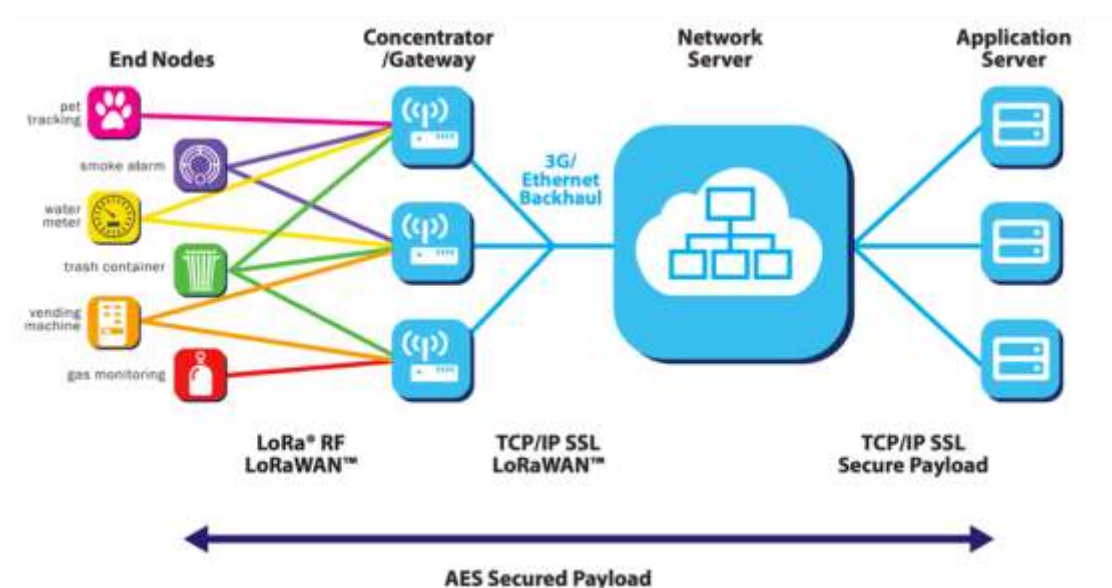 End Nodes
Concentrator
/Gateway
Network
Server
Application
Server
pet
tracking
smoke alarm
water
meter
trash container
vending
machine
gas monitoring
3G/
Ethernet
Backhaul
LoRa® RF
LoRaWAN™
TCP/IP SSL
LoRaWAN™
TCP/IP SSL
Secure Payload
AES Secured Payload